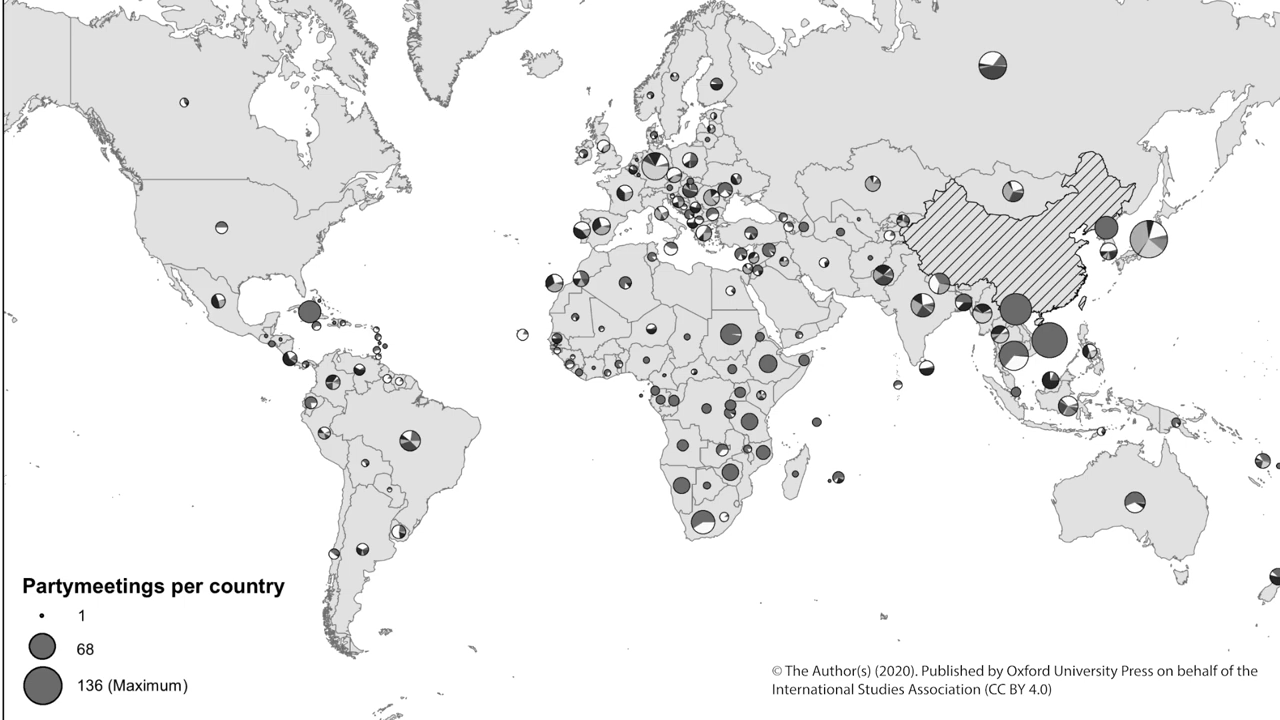 Partymeetings per country
1
68
136 (Maximum)
© The Author(s) (2020). Published by Oxford University Press on behalf of the
International Studies Association (CC BY 4.0)